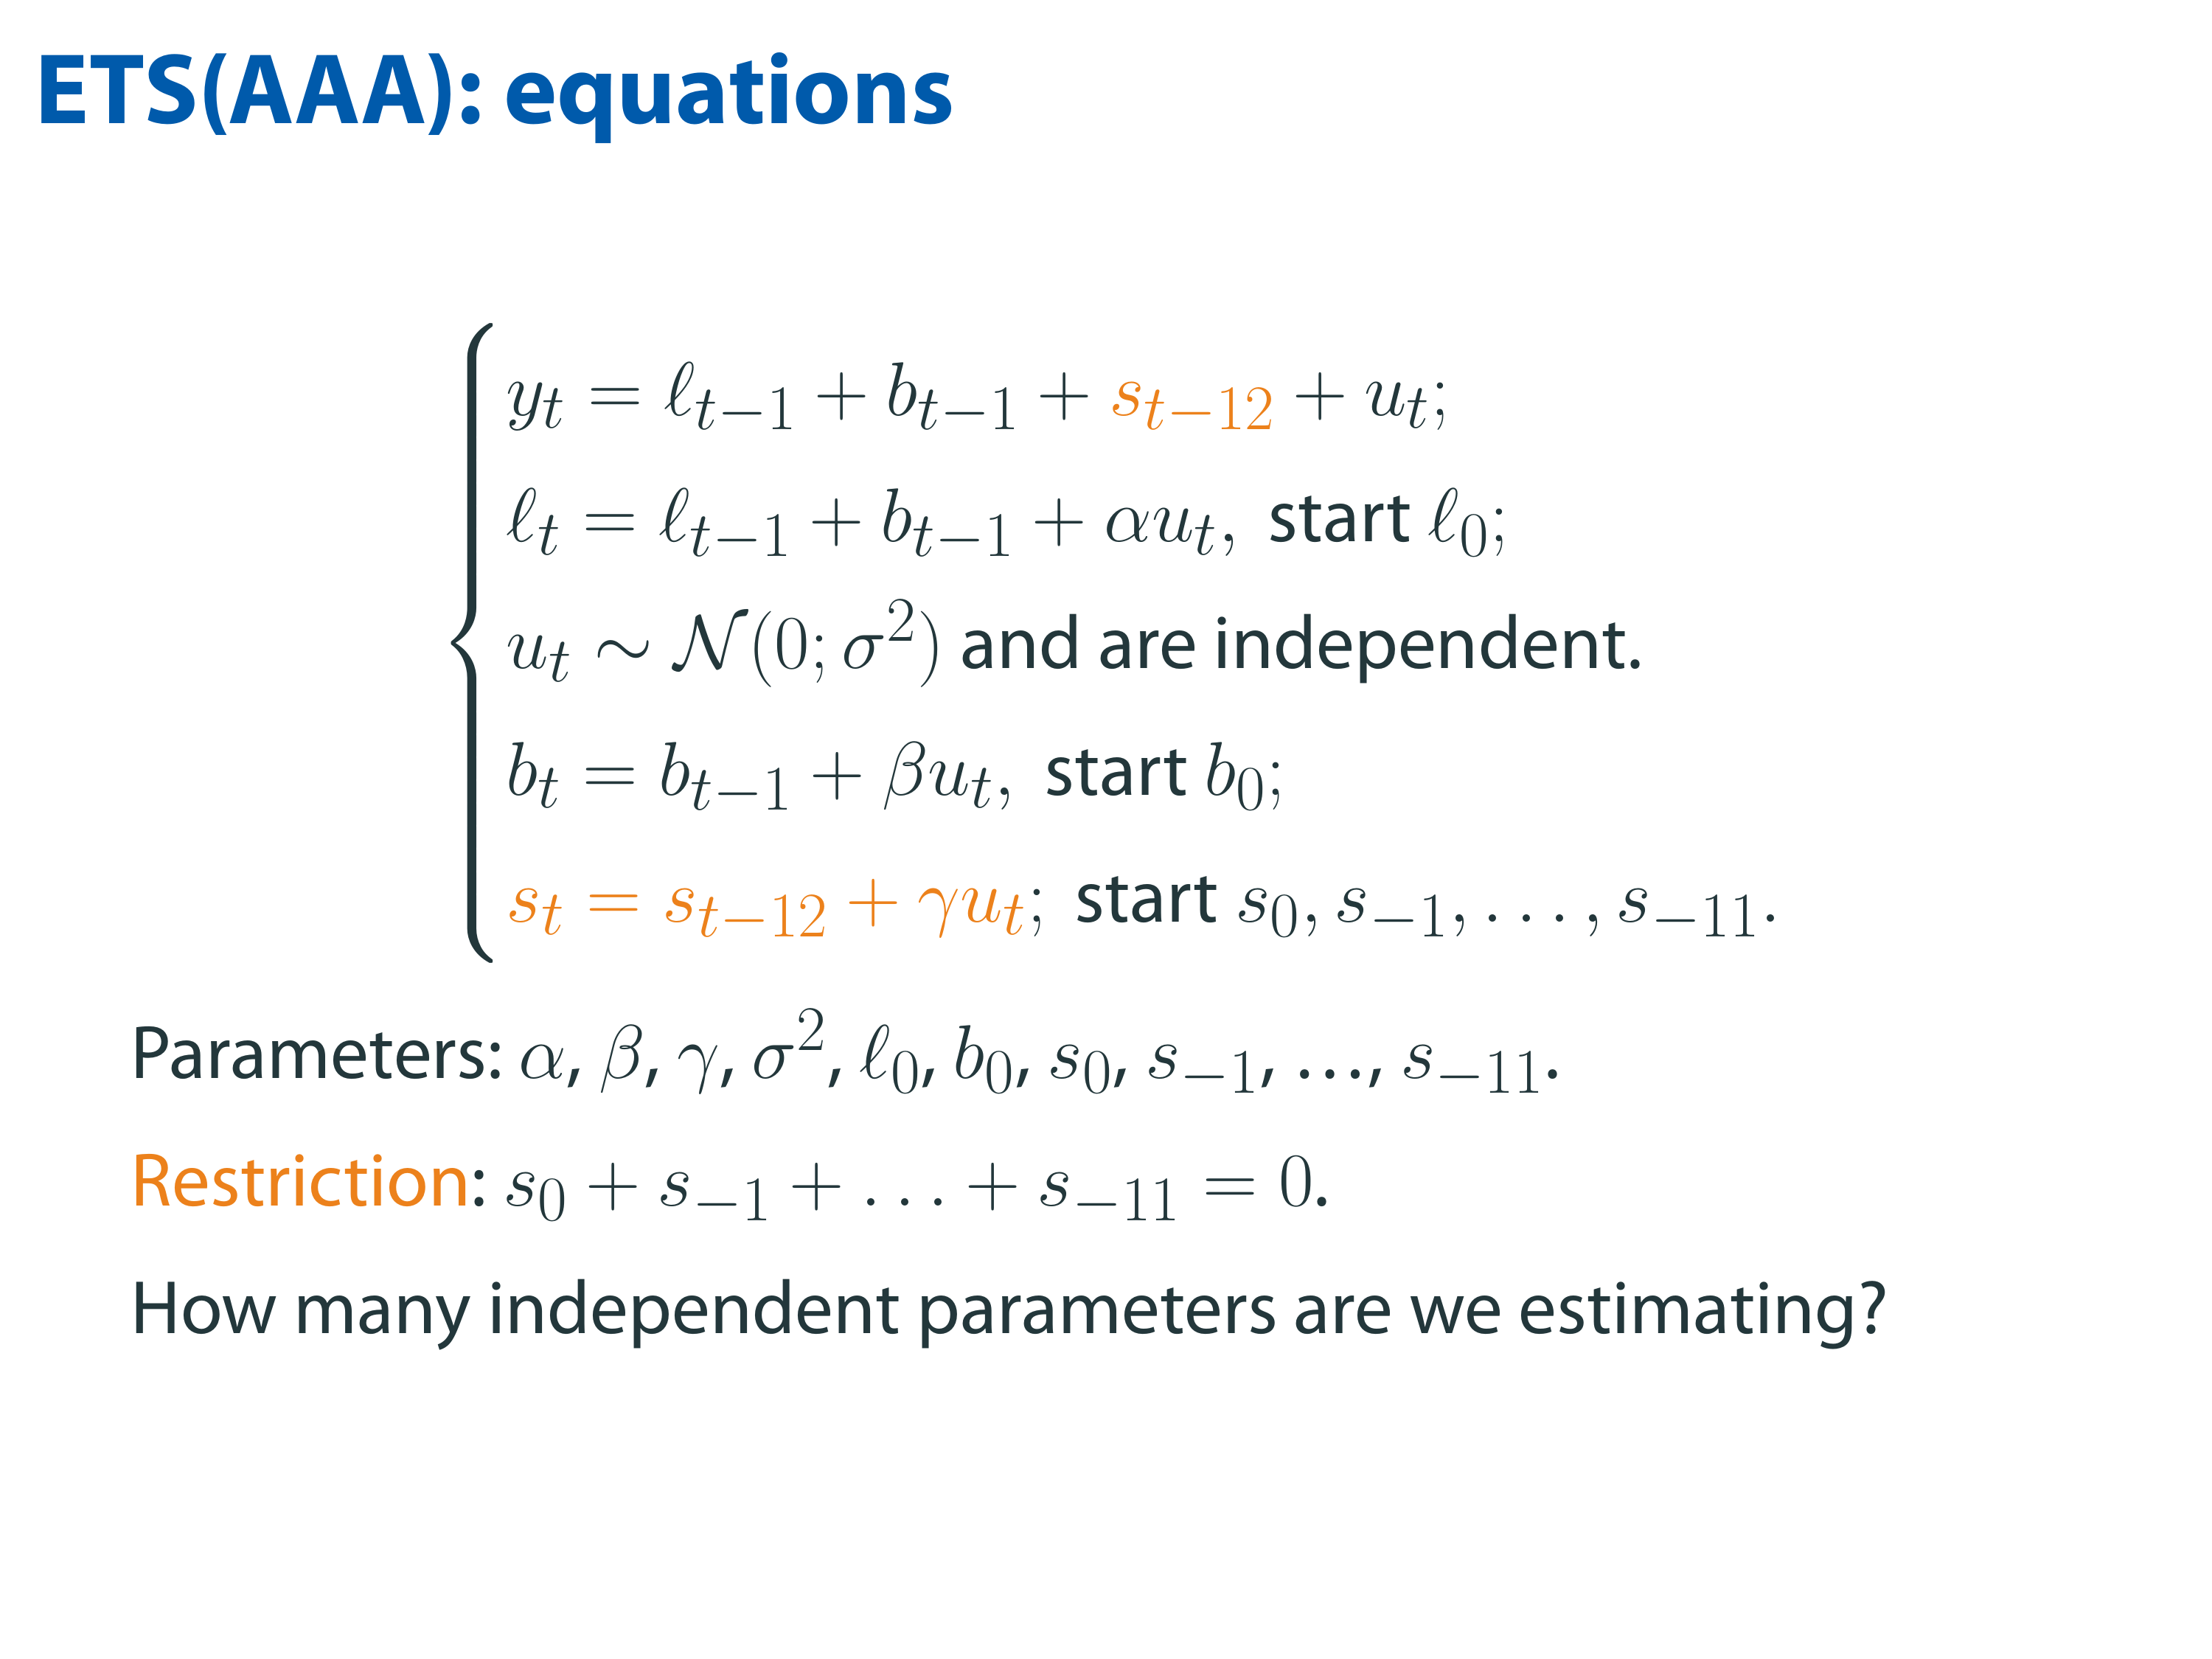 ETS(AAA): equations
y_t = ℓ_{t−1} + b_{t−1} + s_{t−12} + u_t;
ℓ_t = ℓ_{t−1} + b_{t−1} + αu_t, start ℓ_0;
u_t ∼ 𝒩(0; σ²) and are independent.
b_t = b_{t−1} + βu_t, start b_0;
s_t = s_{t−12} + γu_t; start s_0, s_{−1}, . . . , s_{−11}.
Parameters: α, β, γ, σ², ℓ_0, b_0, s_0, s_{−1}, ..., s_{−11}.
Restriction: s_0 + s_{−1} + . . . + s_{−11} = 0.
How many independent parameters are we estimating?